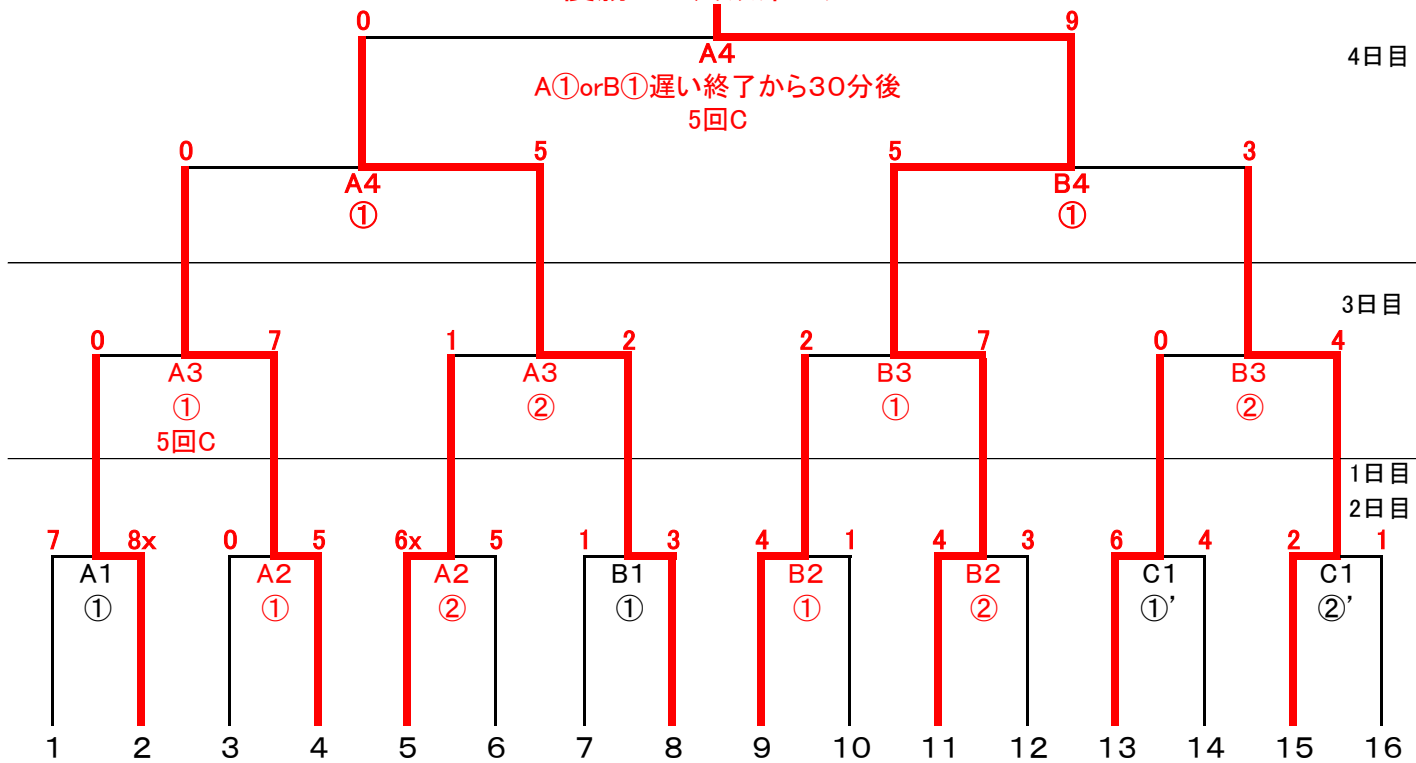 0 9
A4
4日目
A①orB①遅い終了から30分後
5回C
0 5 5 3
A4 B4
① ①
3日目
0 7 1 2 2 7 0 4
A3 A3 B3 B3
① ② ① ②
5回C
1日目
2日目
7 8x 0 5 6x 5 1 3 4 1 4 3 6 4 2 1
A1 A2 A2 B1 B2 B2 C1 C1
① ① ② ① ① ② ①’ ②’
1 2 3 4 5 6 7 8 9 10 11 12 13 14 15 16